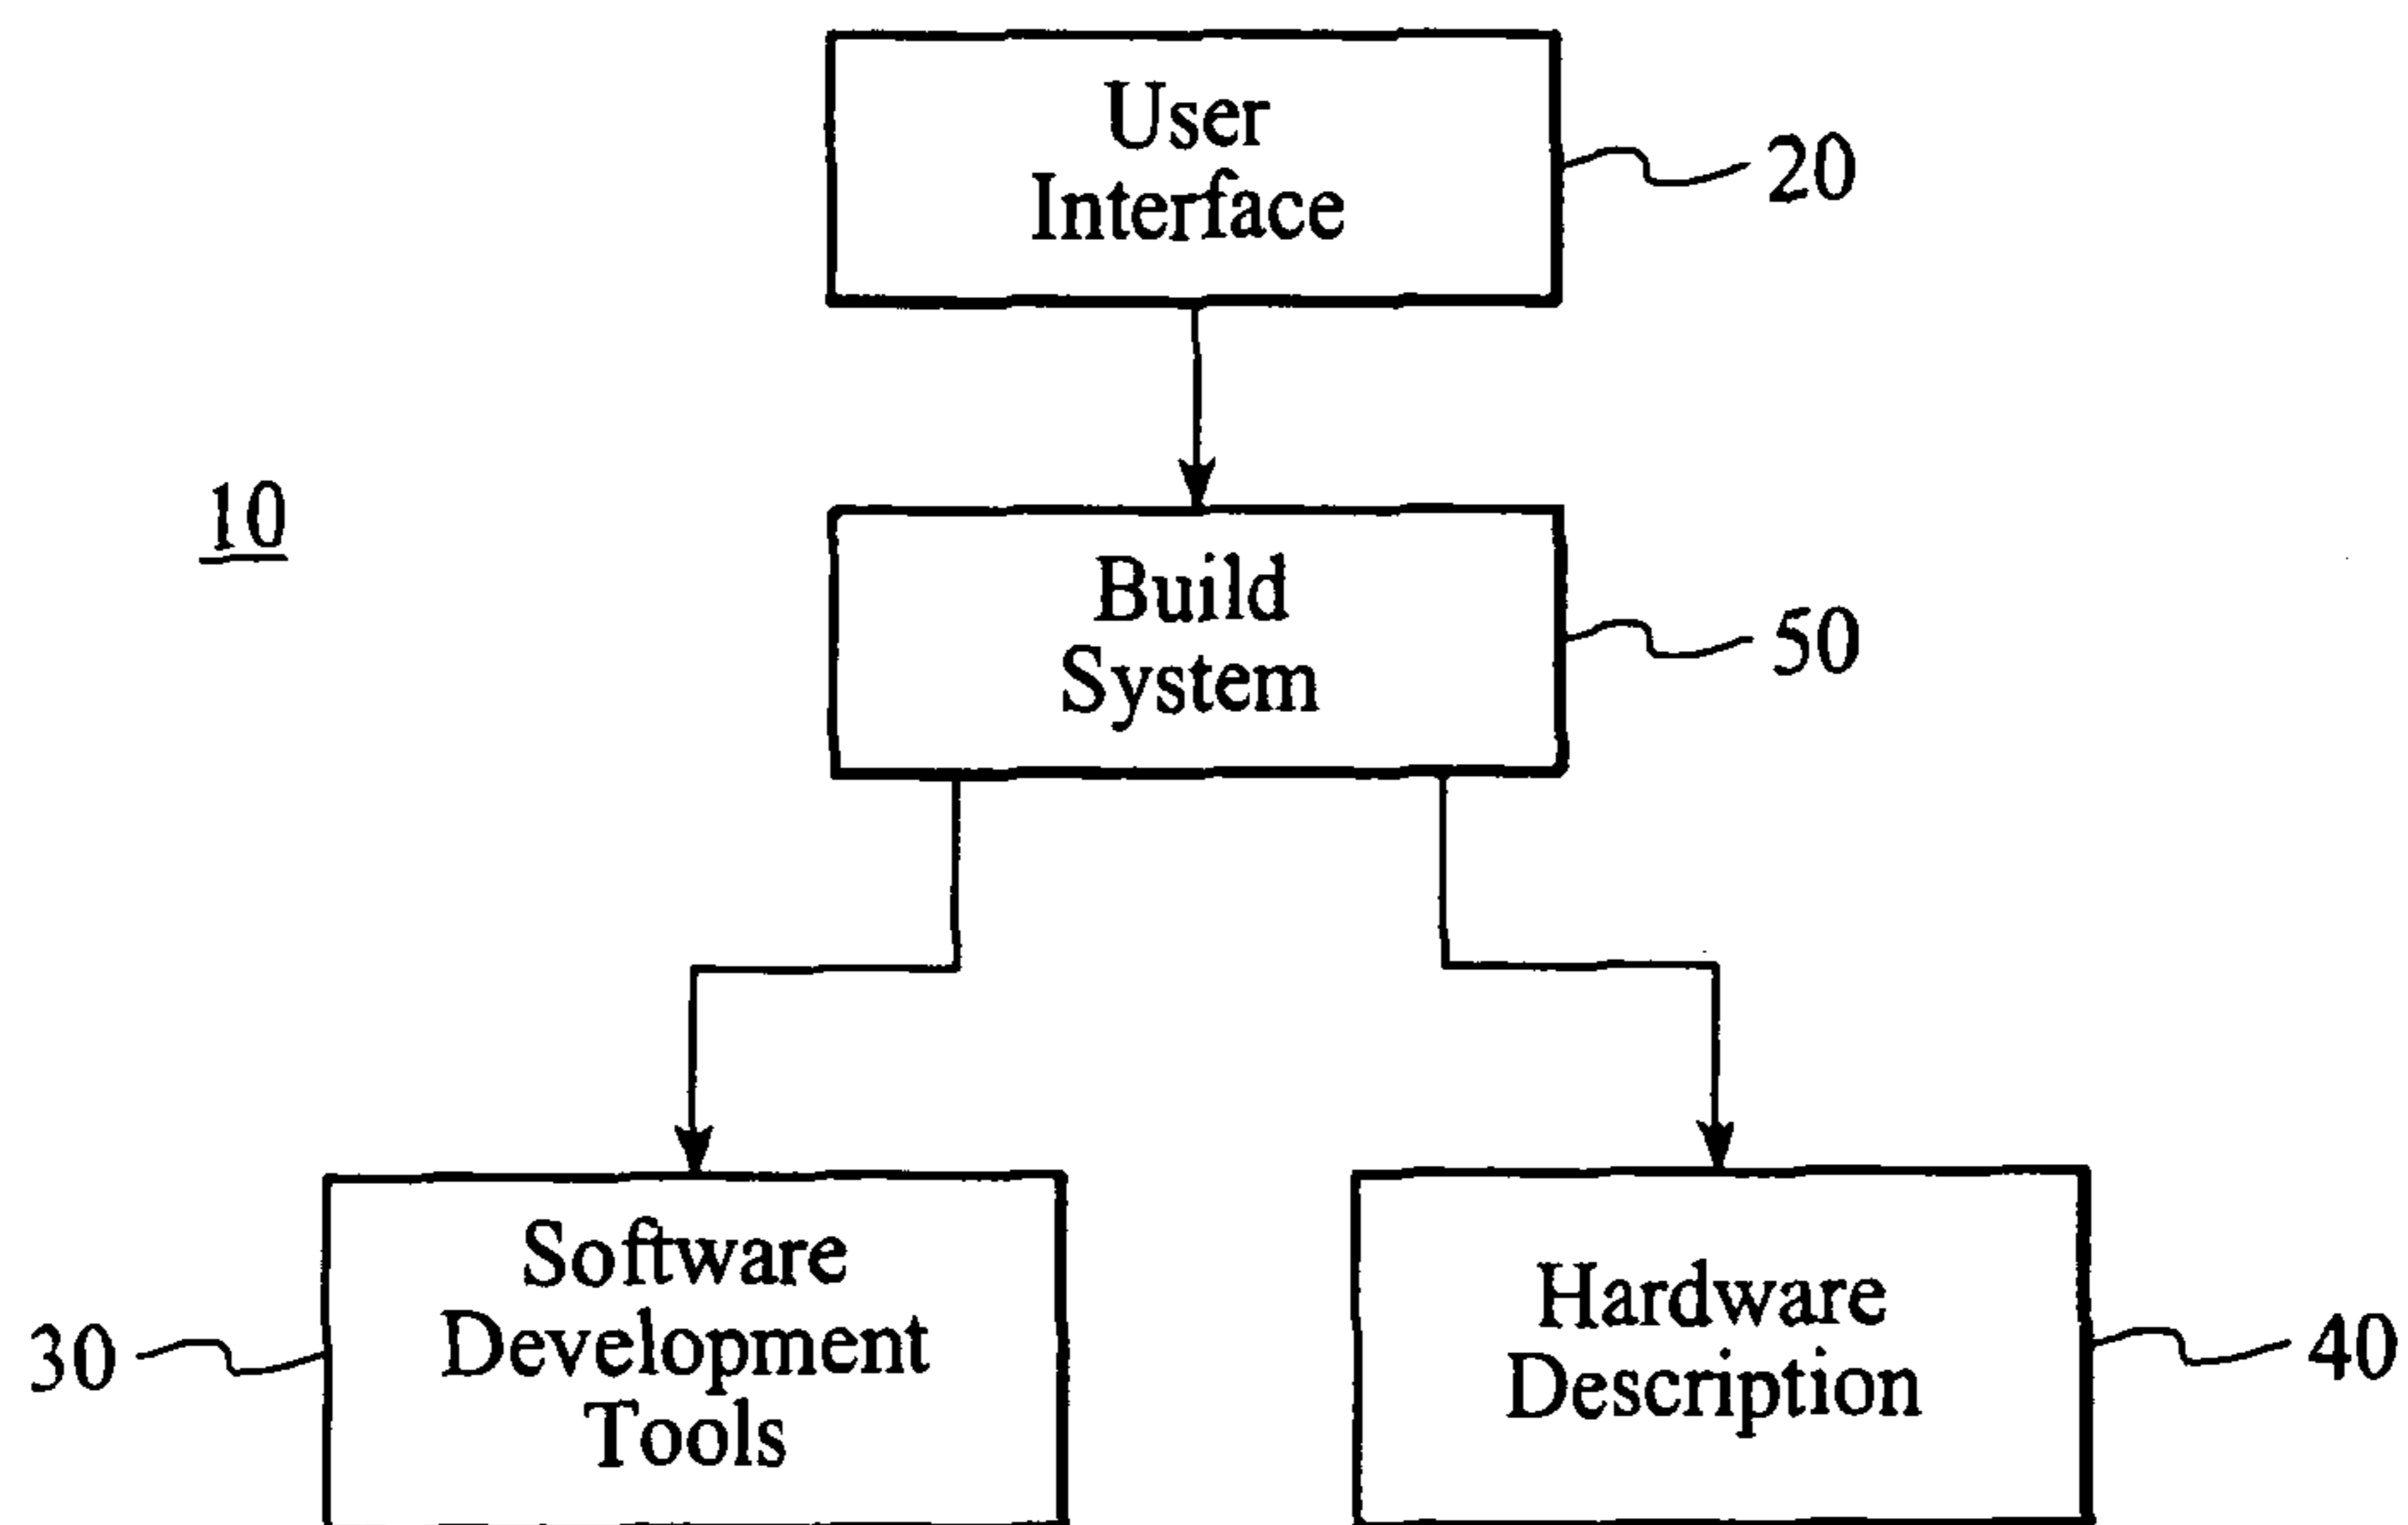 User
Interface
20
10
Build
System
50
Software
Development
Tools
30
Hardware
Description
40